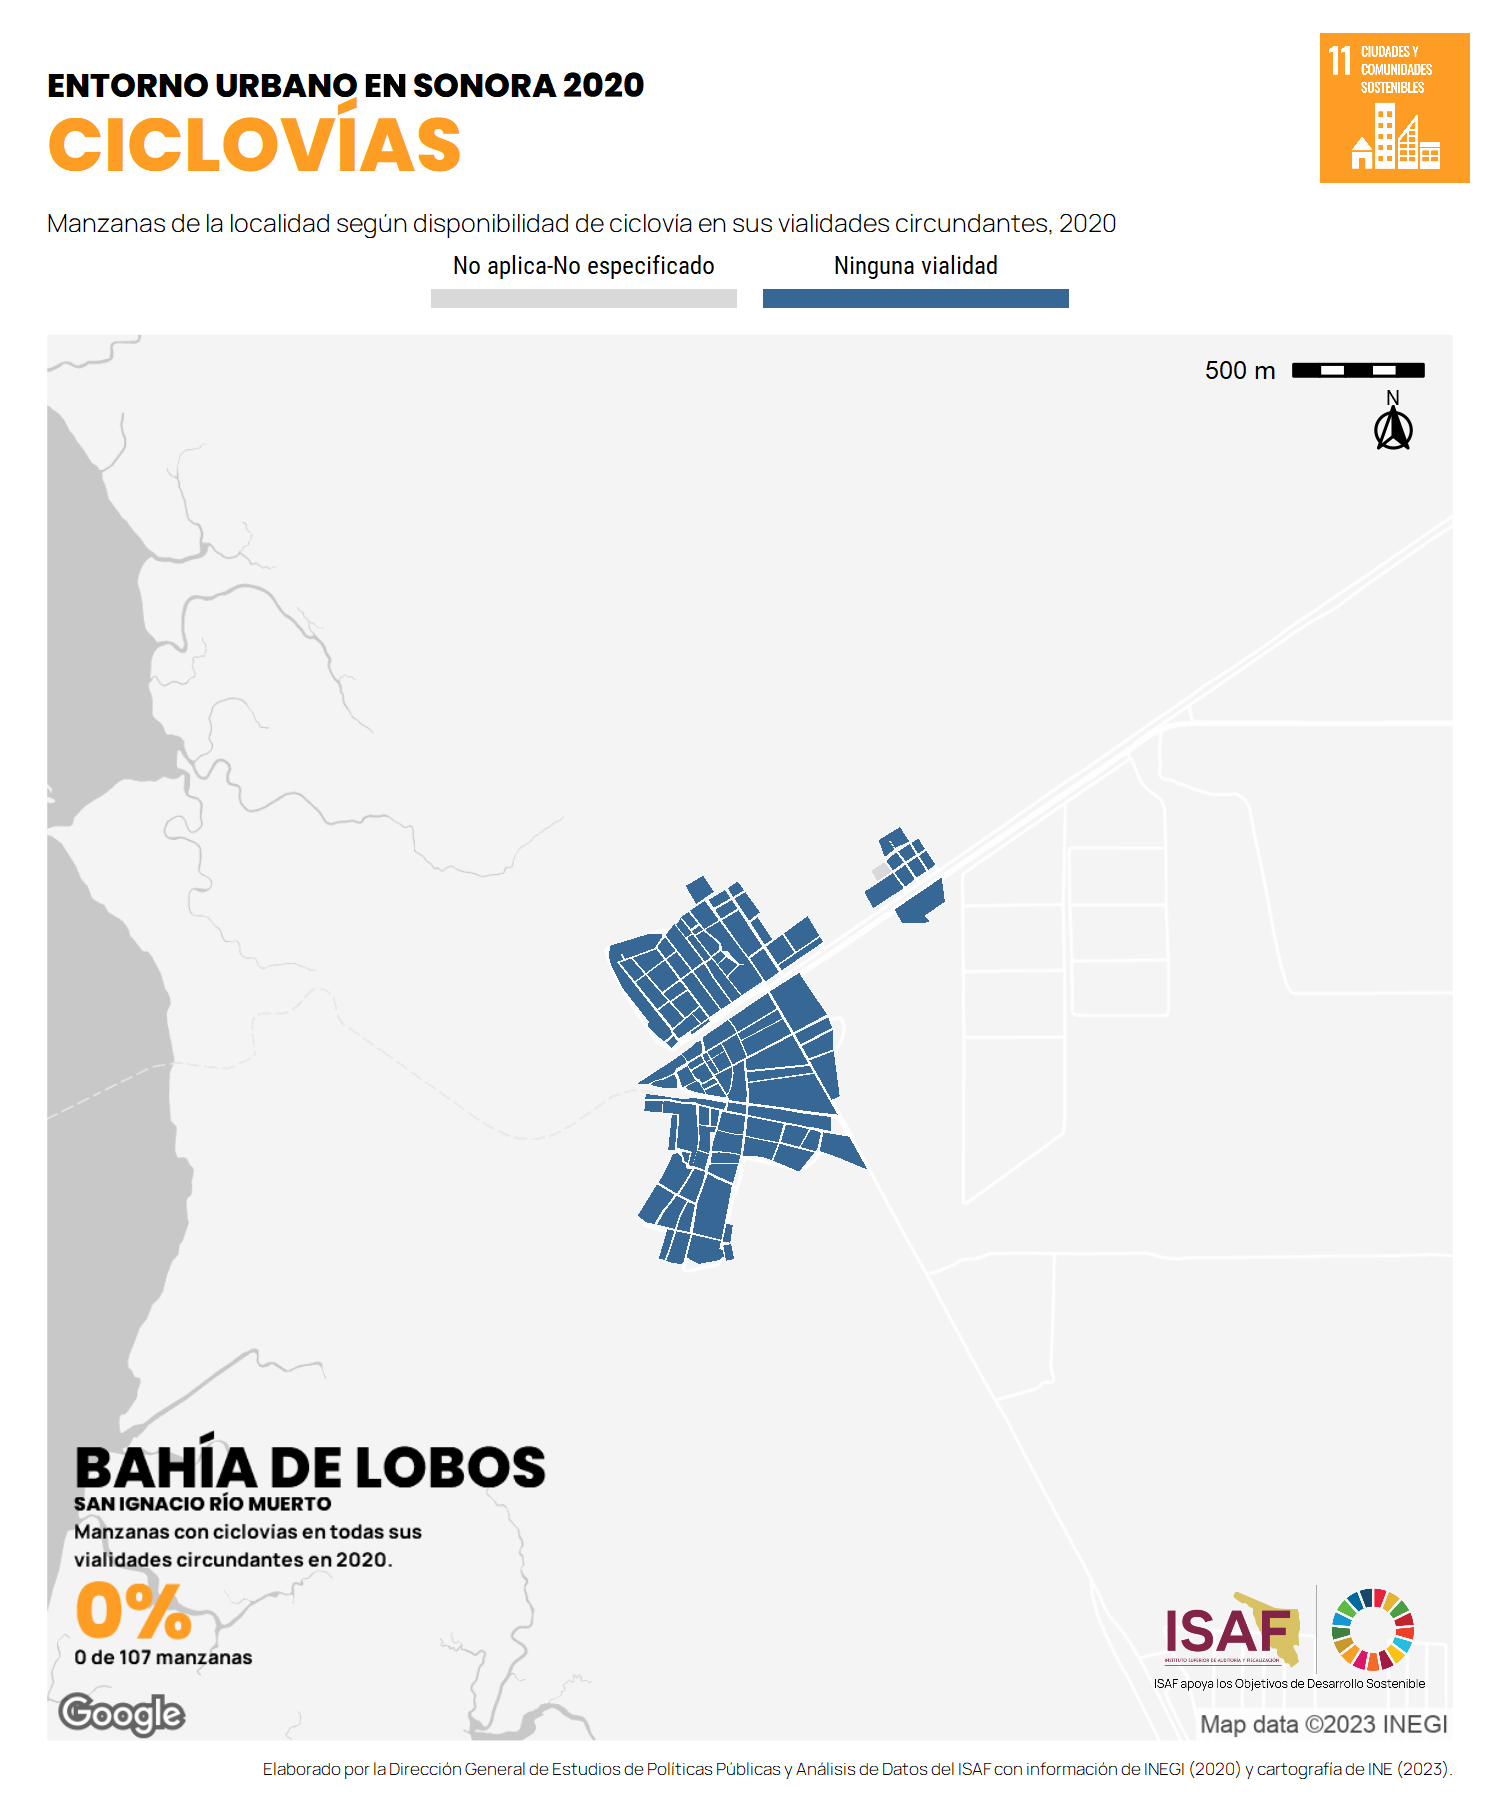 ENTORNO URBANO EN SONORA 2020
CICLOVÍAS
11 CIUDADES Y
COMUNIDADES
SOSTENIBLES
Manzanas de la localidad según disponibilidad de ciclovía en sus vialidades circundantes, 2020
No aplica-No especificado
Ninguna vialidad
500 m
N
BAHÍA DE LOBOS
SAN IGNACIO RÍO MUERTO
Manzanas con ciclovias en todas sus
vialidades circundantes en 2020.
0%
0 de 107 manzanas
Google
ISAF
INSTITUTO SUPERIOR DE AUDITORÍA Y FISCALIZACIÓN
ISAF apoya los Objetivos de Desarrollo Sostenible
Map data ©2023 INEGI
Elaborado por la Dirección General de Estudios de Políticas Públicas y Análisis de Datos del ISAF con información de INEGI (2020) y cartografía de INE (2023).